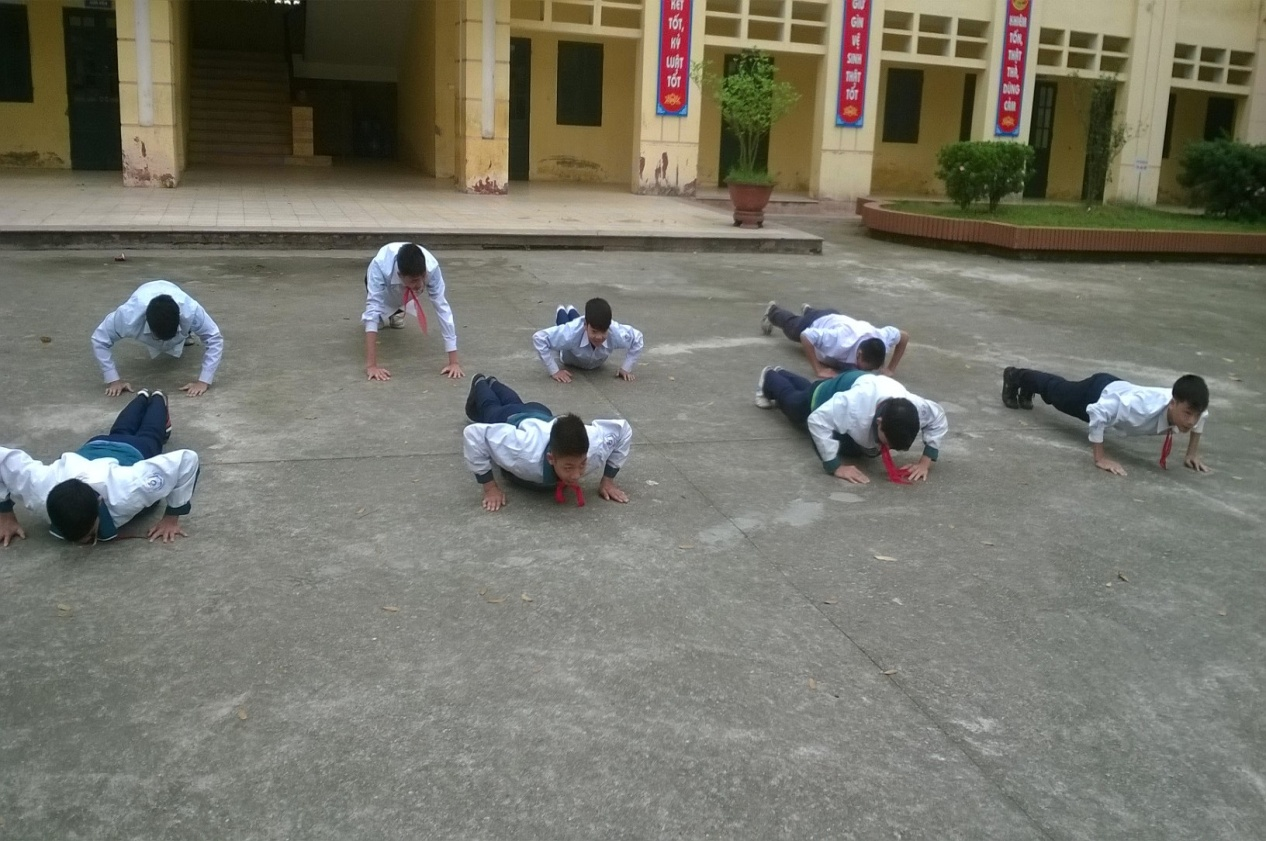 KẾT
TỐT,
KỶ
LUẬT
TỐT
GIỮ
GÌN VỆ
SINH
THẬT
TỐT
KHIÊM
TỐN,
THẬT
THÀ,
DŨNG
CẢM